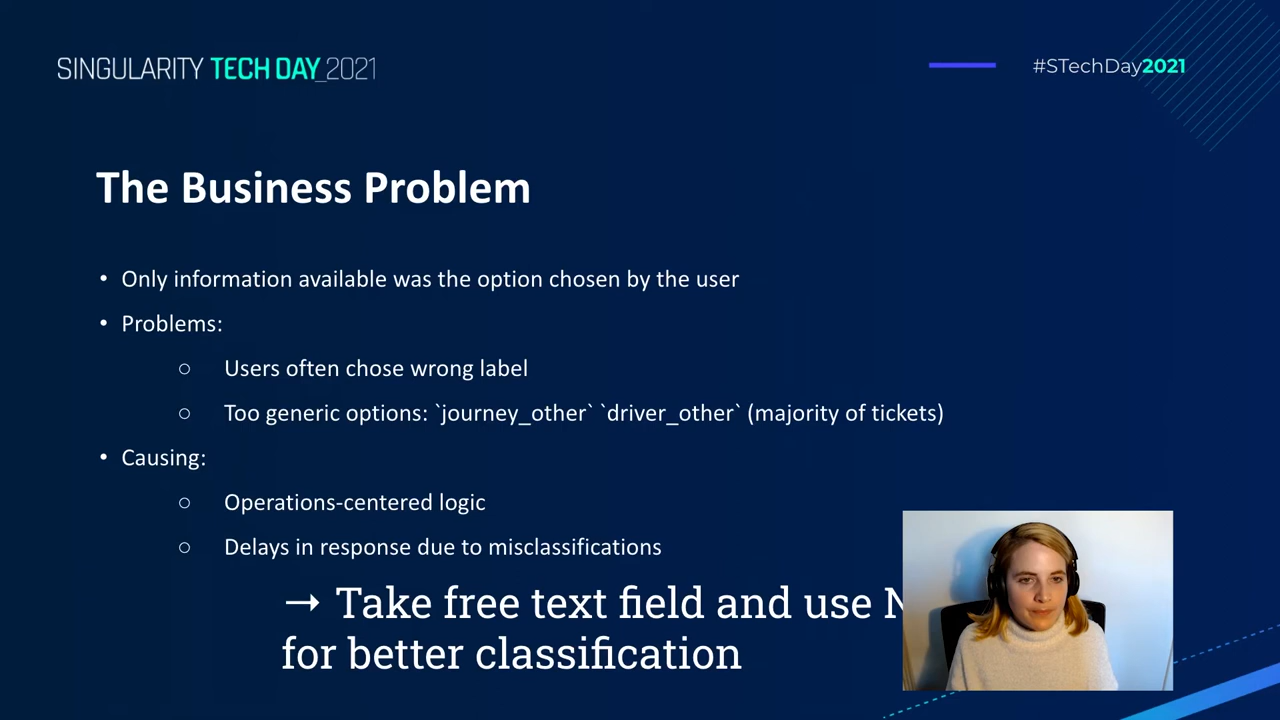 SINGULARITY TECH DAY_2021
#STechDay2021
The Business Problem
• Only information available was the option chosen by the user
• Problems:
○ Users often chose wrong label
○ Too generic options: `journey_other` `driver_other` (majority of tickets)
• Causing:
○ Operations-centered logic
○ Delays in response due to misclassifications
→ Take free text field and use
for better classification